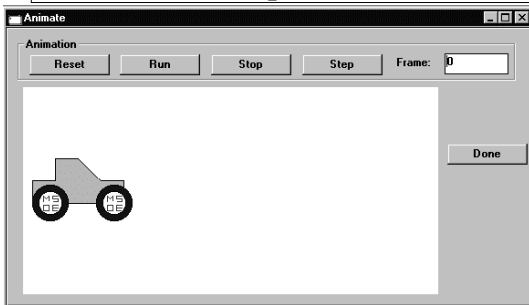 Animate
Animation
Reset Run Stop Step Frame: 0
Done
MS MS
OE OE